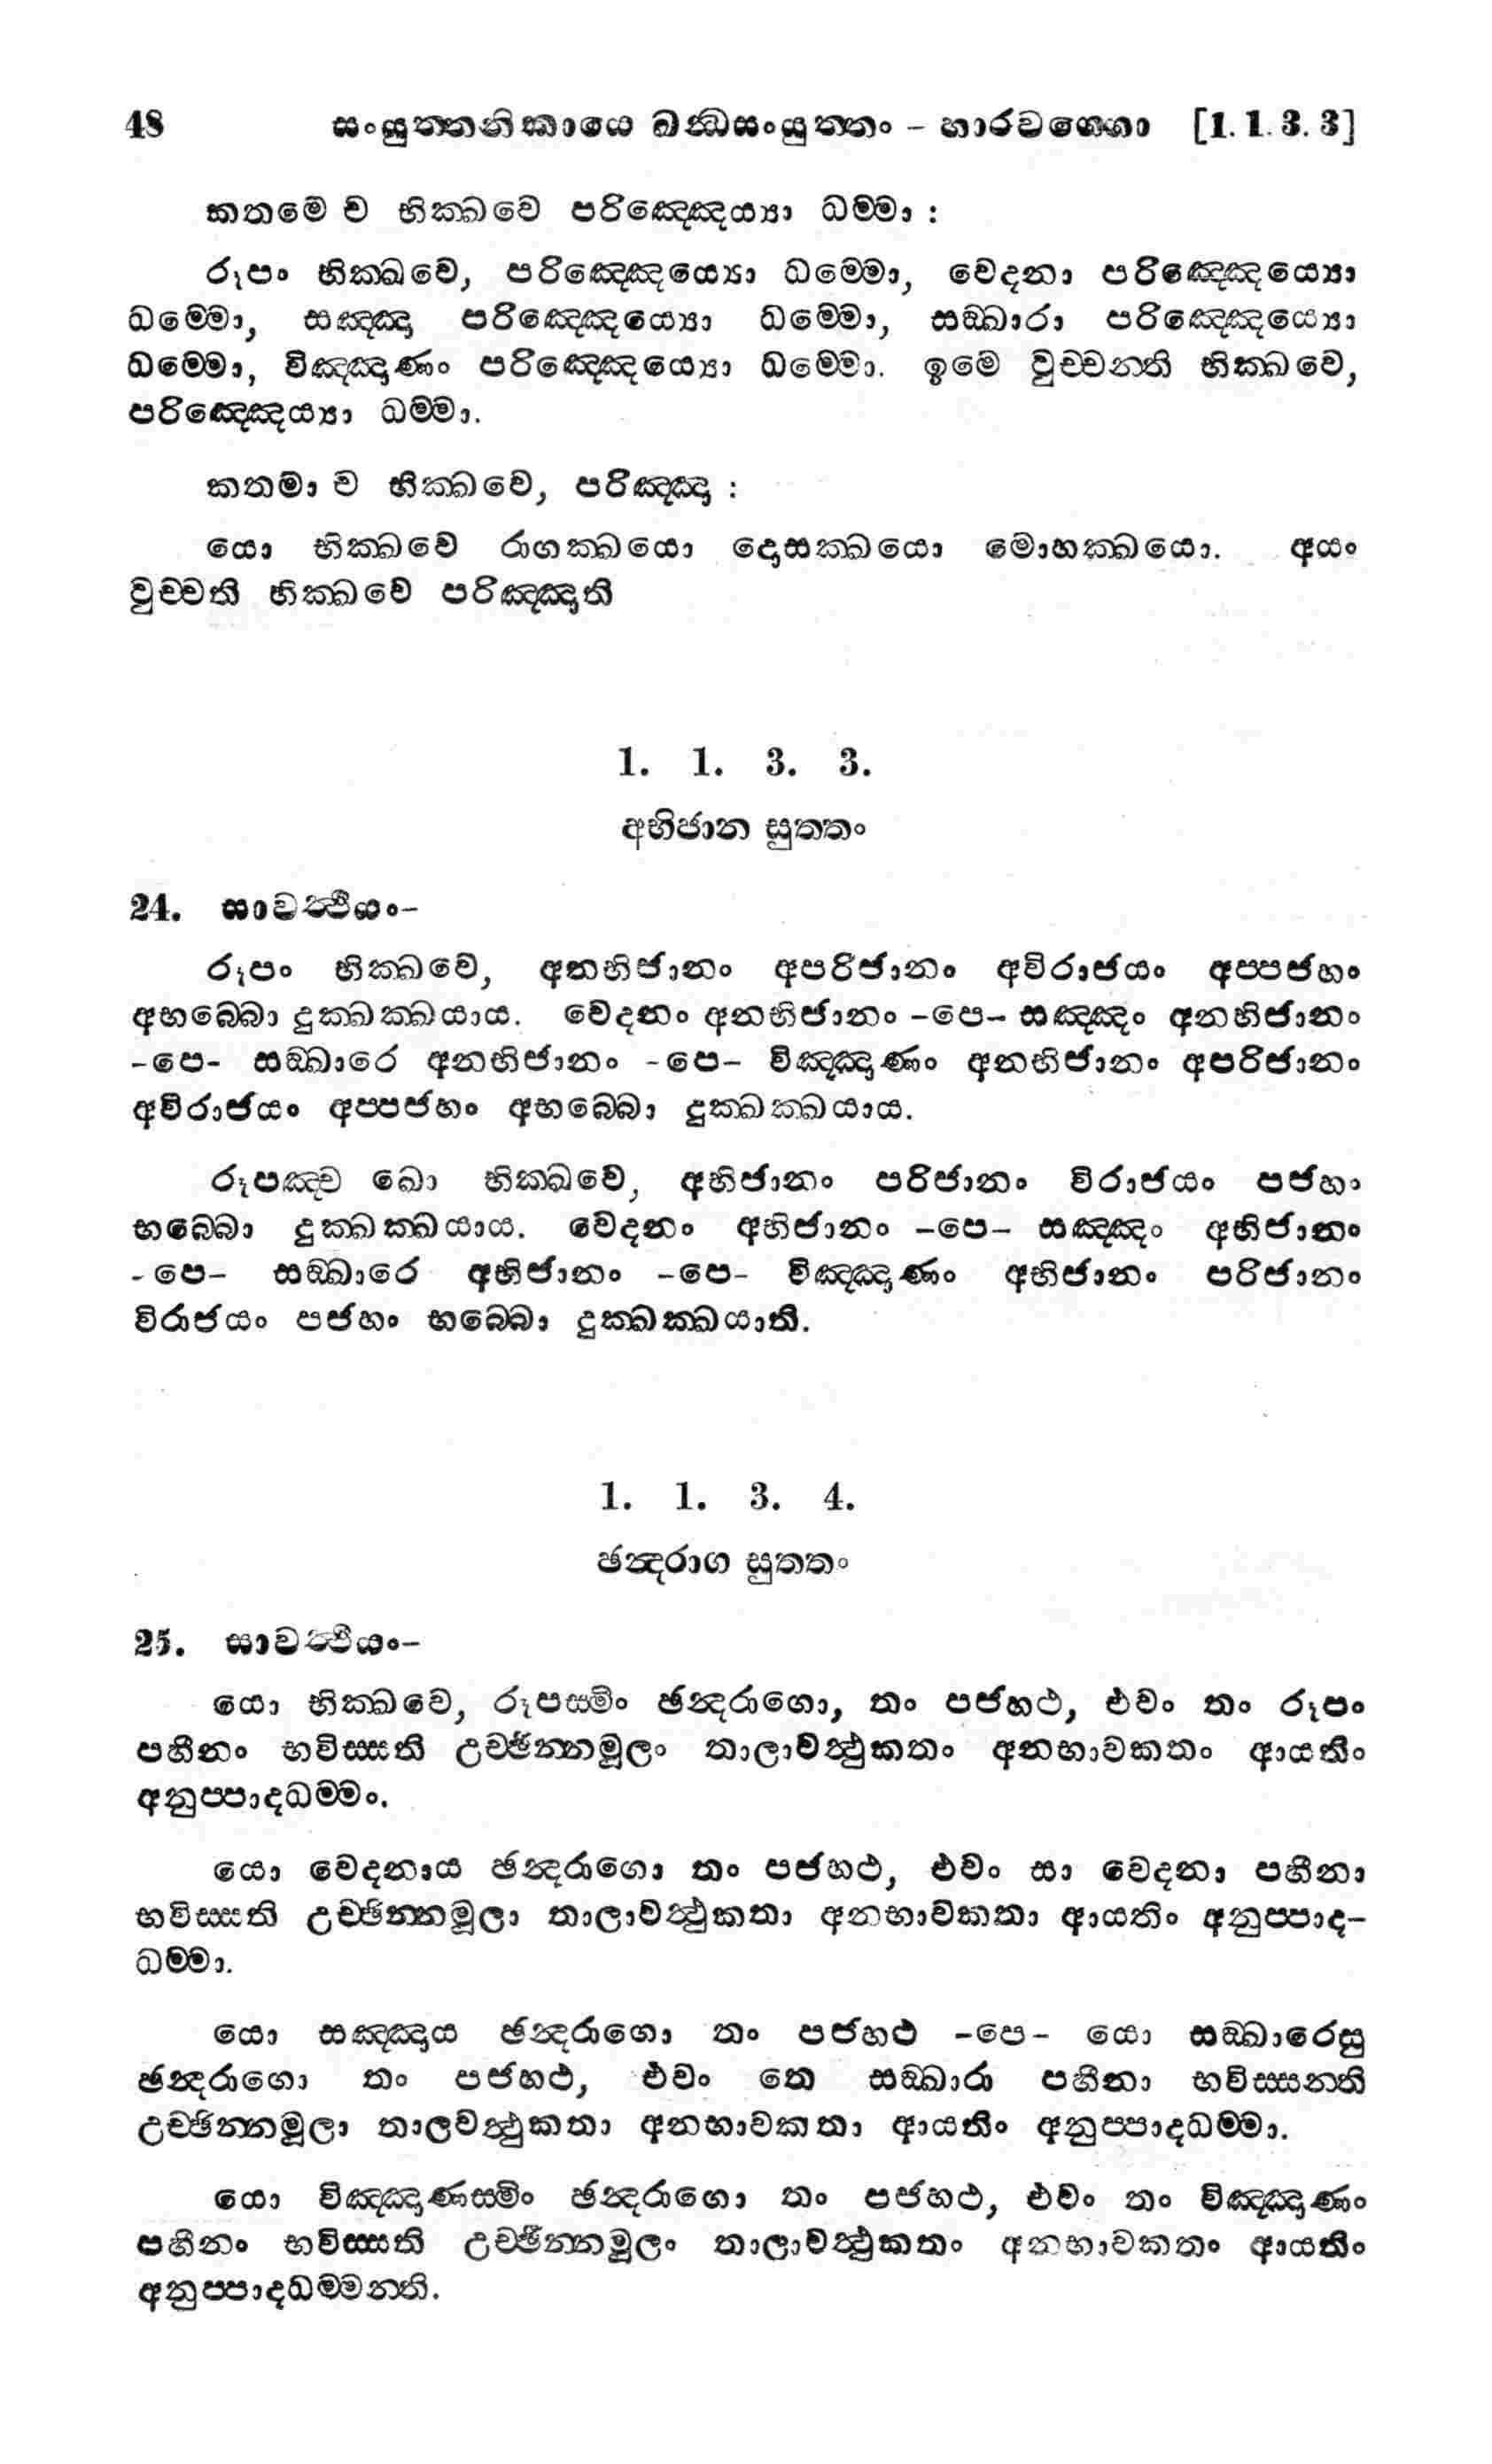 48 සංයුත්තනිකායෙ ඛන්ධසංයුත්තං – භාරවග්ගො [1. 1. 3. 3]
කතමෙ ච භික්ඛවෙ පරිඤ්ඤෙය්‍යා ධම්මා :
රූපං භික්ඛවෙ, පරිඤ්ඤෙය්‍යො ධම්මො, වෙදනා පරිඤ්ඤෙය්‍යො
ධම්මො, සඤ්ඤා පරිඤ්ඤෙය්‍යො ධම්මො, සඞ්ඛාරා පරිඤ්ඤෙය්‍යො
ධම්මො, විඤ්ඤාණං පරිඤ්ඤෙය්‍යො ධම්මො. ඉමෙ වුච්චන්ති භික්ඛවෙ,
පරිඤ්ඤෙය්‍යා ධම්මා.
කතමා ච භික්ඛවෙ, පරිඤ්ඤා :
යො භික්ඛවෙ රාගක්ඛයො දොසක්ඛයො මොහක්ඛයො. අයං
වුච්චති භික්ඛවෙ පරිඤ්ඤාති
1. 1. 3. 3.
අභිජාන සුත්තං
24. සාවත්ථියං–
රූපං භික්ඛවෙ, අනභිජානං අපරිජානං අවිරාජයං අප්පජහං
අභබ්බො දුක්ඛක්ඛයාය. වෙදනං අනභිජානං –පෙ– සඤ්ඤං අනභිජානං
–පෙ– සඞ්ඛාරෙ අනභිජානං –පෙ– විඤ්ඤාණං අනභිජානං අපරිජානං
අවිරාජයං අප්පජහං අභබ්බො දුක්ඛක්ඛයාය.
රූපඤ්ච ඛො භික්ඛවෙ, අභිජානං පරිජානං විරාජයං පජහා
භබ්බො දුක්ඛක්ඛයාය. වෙදනං අභිජානං –පෙ– සඤ්ඤං අභිජානං
–පෙ– සඞ්ඛාරෙ අභිජානං –පෙ– විඤ්ඤාණං අභිජානං පරිජානං
විරාජයං පජහං භබ්බො දුක්ඛක්ඛයාති.
1. 1. 3. 4.
ඡන්දරාග සුත්තං
25. සාවත්ථියං–
යො භික්ඛවෙ, රූපස්මිං ඡන්දරාගො, තං පජහථ, එවං තං රූපං
පහීනං භවිස්සති උච්ඡින්නමූලං තාලාවත්ථුකතං අනභාවකතං ආයතිං
අනුප්පාදධම්මං.
යො වෙදනාය ඡන්දරාගො තං පජහථ, එවං සා වෙදනා පහීනා
භවිස්සති උච්ඡින්නමූලා තාලාවත්ථුකතා අනභාවකතා ආයතිං අනුප්පාද–
ධම්මා.
යො සඤ්ඤාය ඡන්දරාගො තං පජහථ –පෙ– යො සඞ්ඛාරෙසු
ඡන්දරාගො තං පජහථ, එවං තෙ සඞ්ඛාරා පහීනා භවිස්සන්ති
උච්ඡින්නමූලා තාලවත්ථුකතා අනභාවකතා ආයතිං අනුප්පාදධම්මා.
යො විඤ්ඤාණස්මිං ඡන්දරාගො තං පජහථ, එවං තං විඤ්ඤාණං
පහීනං භවිස්සති උච්ඡින්නමූලං තාලාවත්ථුකතං අනභාවකතං ආයතිං
අනුප්පාදධම්මන්ති.